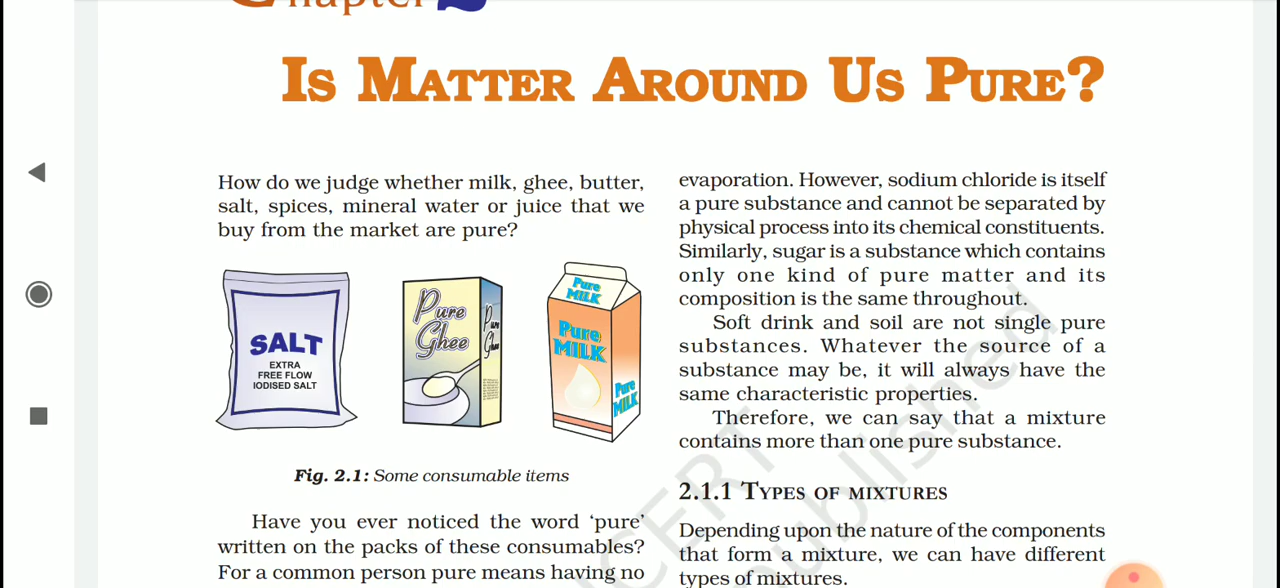 Chapter 2
IS MATTER AROUND US PURE?
How do we judge whether milk, ghee, butter,
salt, spices, mineral water or juice that we
buy from the market are pure?
SALT
EXTRA
FREE FLOW
IODISED SALT
Pure
Ghee
Pure
Ghee
Pure
MILK
Pure
MILK
Pure
MILK
Fig. 2.1: Some consumable items
Have you ever noticed the word ‘pure’
written on the packs of these consumables?
For a common person pure means having no
evaporation. However, sodium chloride is itself
a pure substance and cannot be separated by
physical process into its chemical constituents.
Similarly, sugar is a substance which contains
only one kind of pure matter and its
composition is the same throughout.
Soft drink and soil are not single pure
substances. Whatever the source of a
substance may be, it will always have the
same characteristic properties.
Therefore, we can say that a mixture
contains more than one pure substance.
2.1.1 TYPES OF MIXTURES
Depending upon the nature of the components
that form a mixture, we can have different
types of mixtures.
NCERT
published